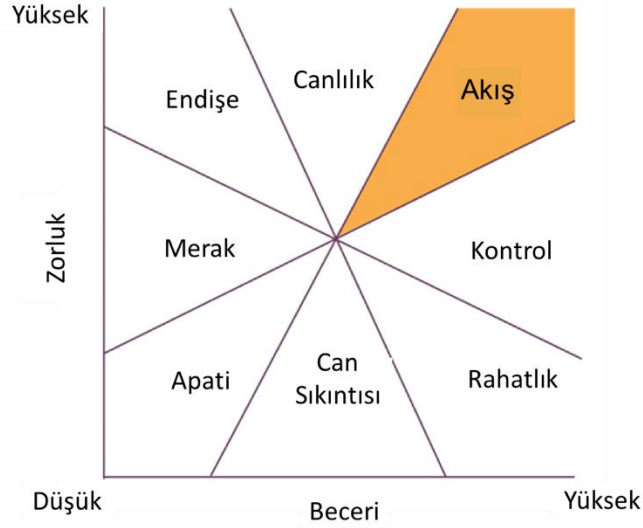 Yüksek
Endişe
Canlılık
Akış
Zorluk
Merak
Kontrol
Apati
Can
Sıkıntısı
Rahatlık
Düşük
Beceri
Yüksek